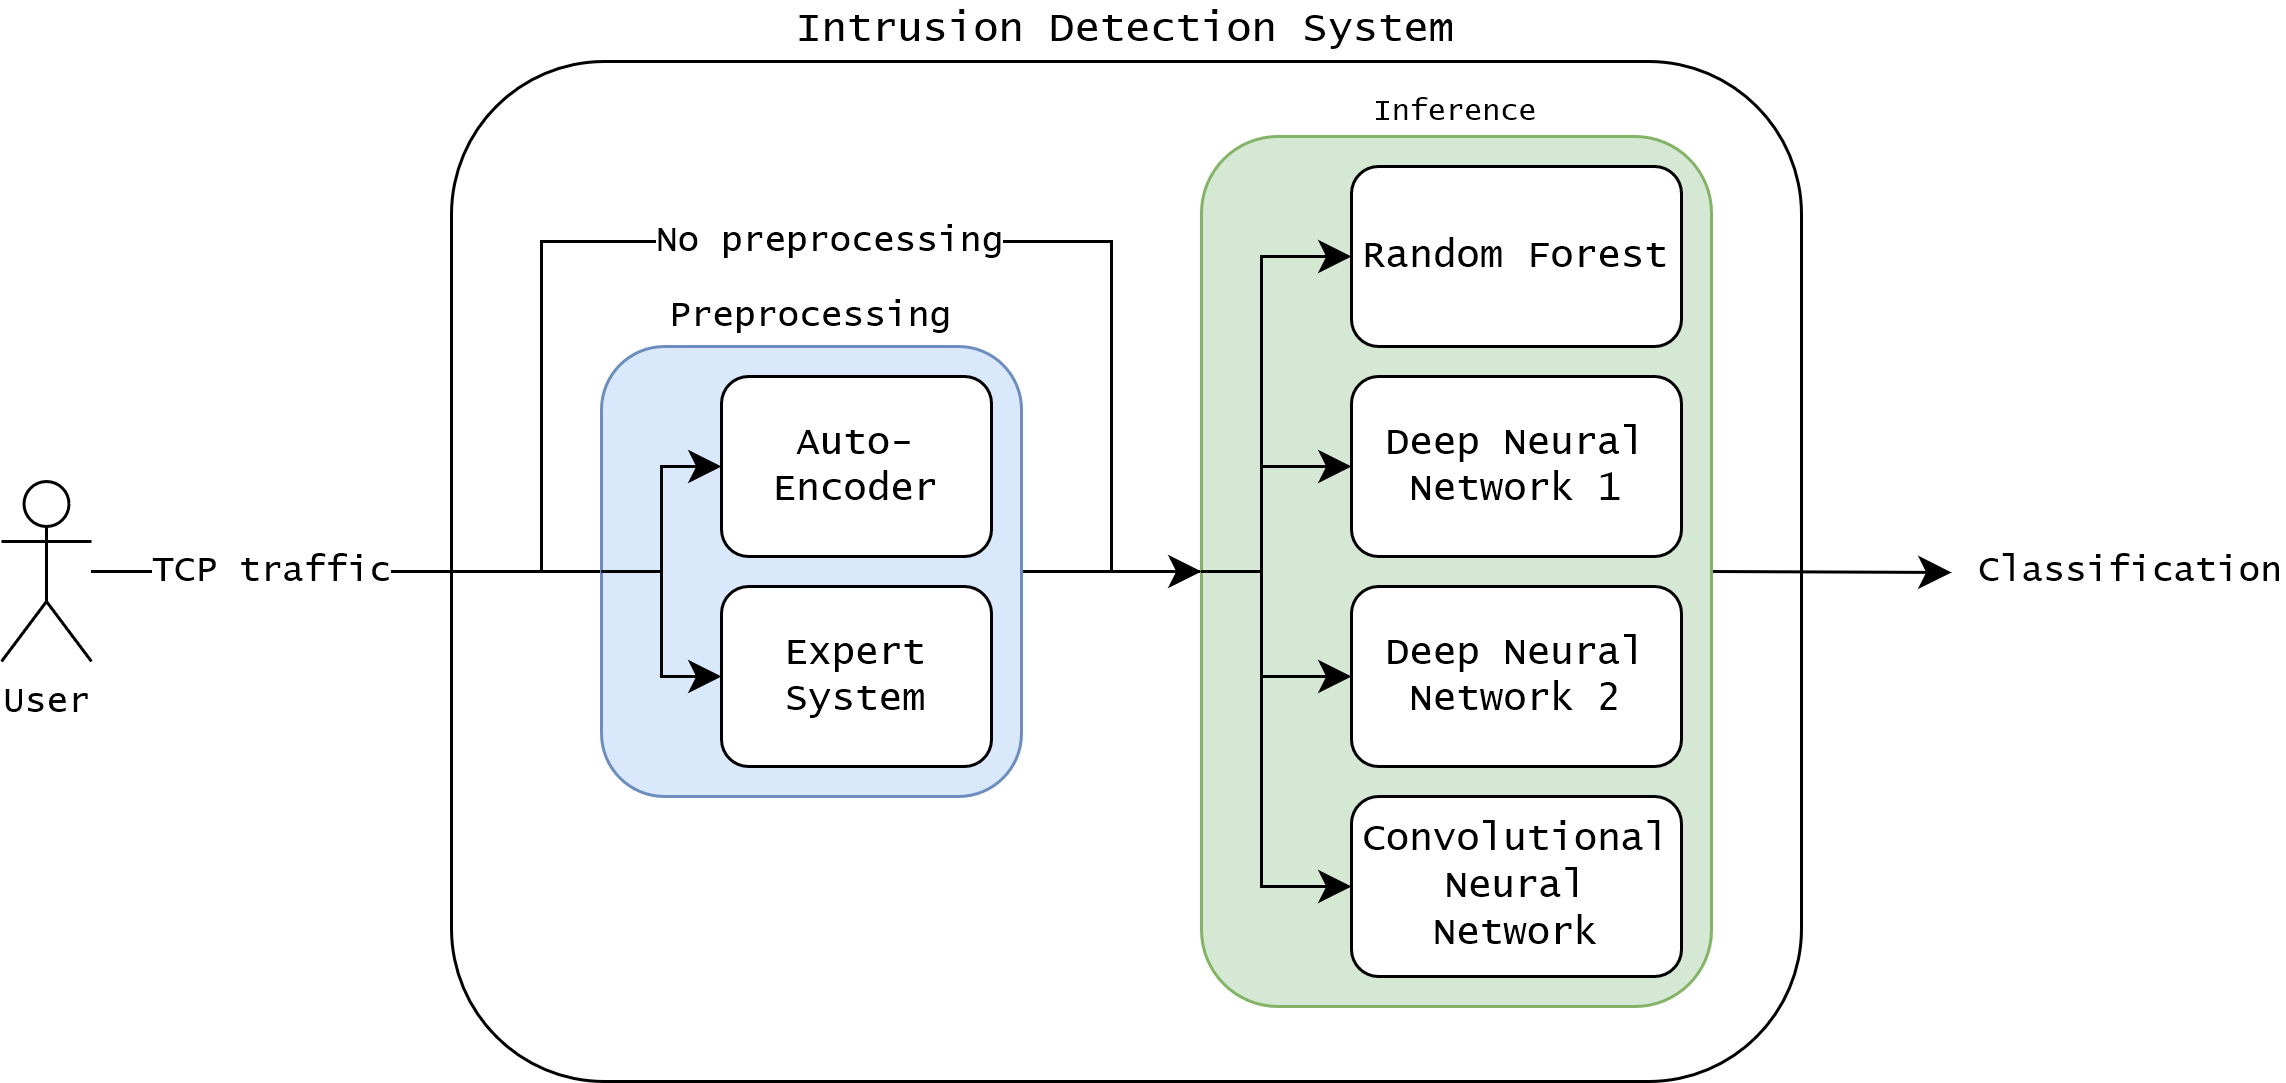 Intrusion Detection System
Inference
Random Forest
No preprocessing
Preprocessing
Auto-
Encoder
Deep Neural
Network 1
TCP traffic
Classification
User
Expert
System
Deep Neural
Network 2
Convolutional
Neural
Network